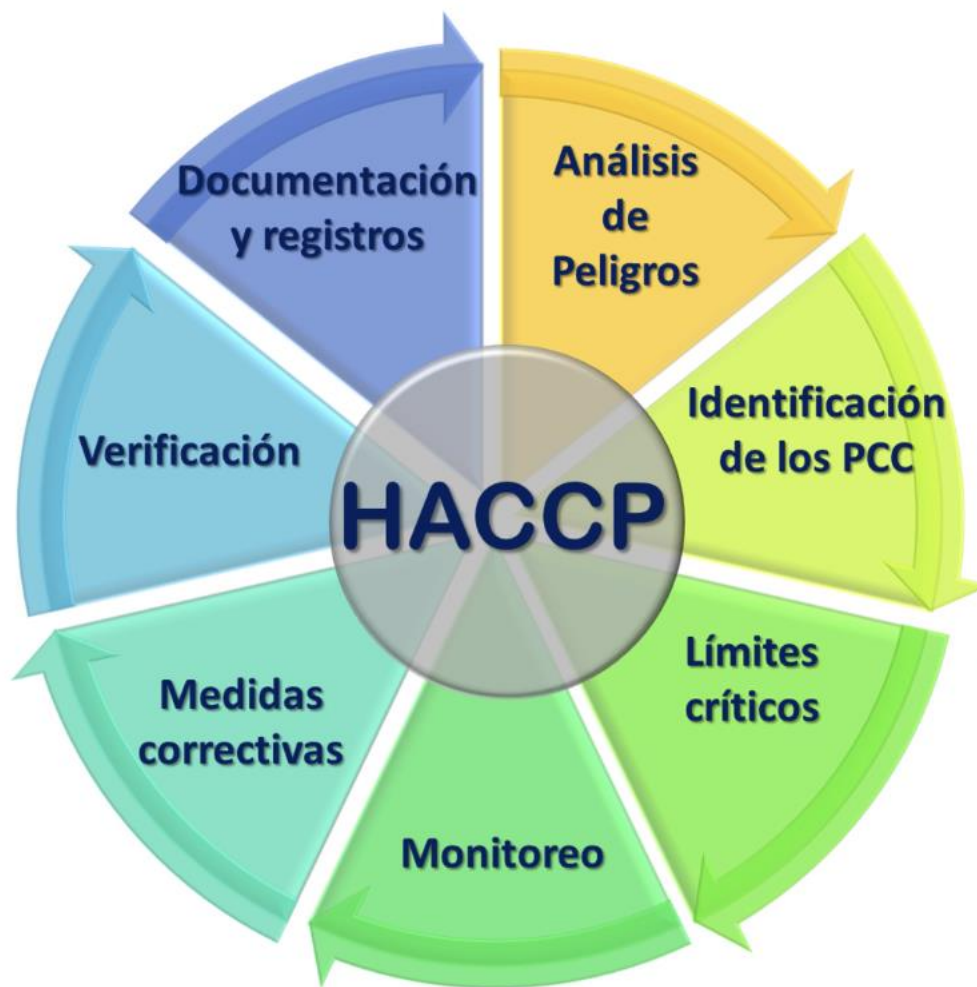 Análisis
de
Peligros
Identificación
de los PCC
Límites
críticos
Monitoreo
Medidas
correctivas
Verificación
Documentación
y registros
HACCP